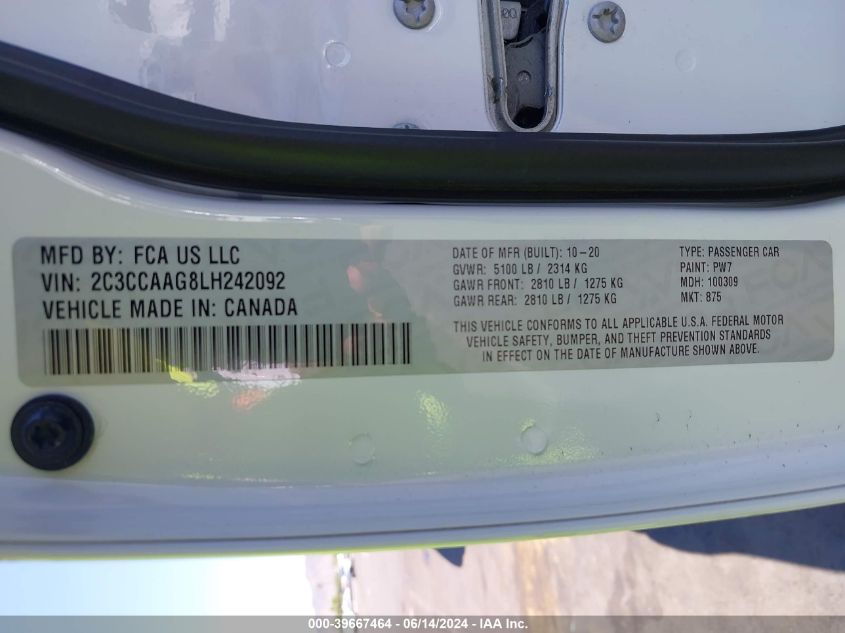 MFD BY: FCA US LLC
VIN: 2C3CCAAG8LH242092
VEHICLE MADE IN: CANADA
DATE OF MFR (BUILT): 10-20
GVWR: 5100 LB / 2314 KG
GAWR FRONT: 2810 LB / 1275 KG
GAWR REAR: 2810 LB / 1275 KG
TYPE: PASSENGER CAR
PAINT: PW7
MDH: 100309
MKT: 875
THIS VEHICLE CONFORMS TO ALL APPLICABLE U.S.A. FEDERAL MOTOR
VEHICLE SAFETY, BUMPER, AND THEFT PREVENTION STANDARDS
IN EFFECT ON THE DATE OF MANUFACTURE SHOWN ABOVE.
000-39667464 - 06/14/2024 - IAA Inc.